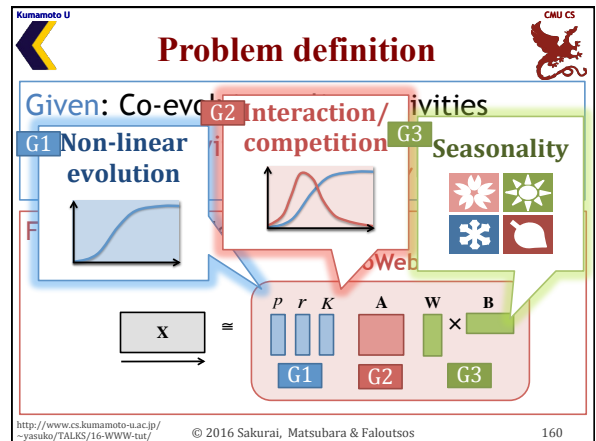 Kumamoto U
CMU CS
Problem definition
Given: Co-evol
ivities
G1
Non-linear
evolution
G2
Interaction/
competition
G3
Seasonality
F
Web
p r K A W B
X ≅ ×
G1 G2 G3
http://www.cs.kumamoto-u.ac.jp/
~yasuko/TALKS/16-WWW-tut/
© 2016 Sakurai, Matsubara & Faloutsos
160